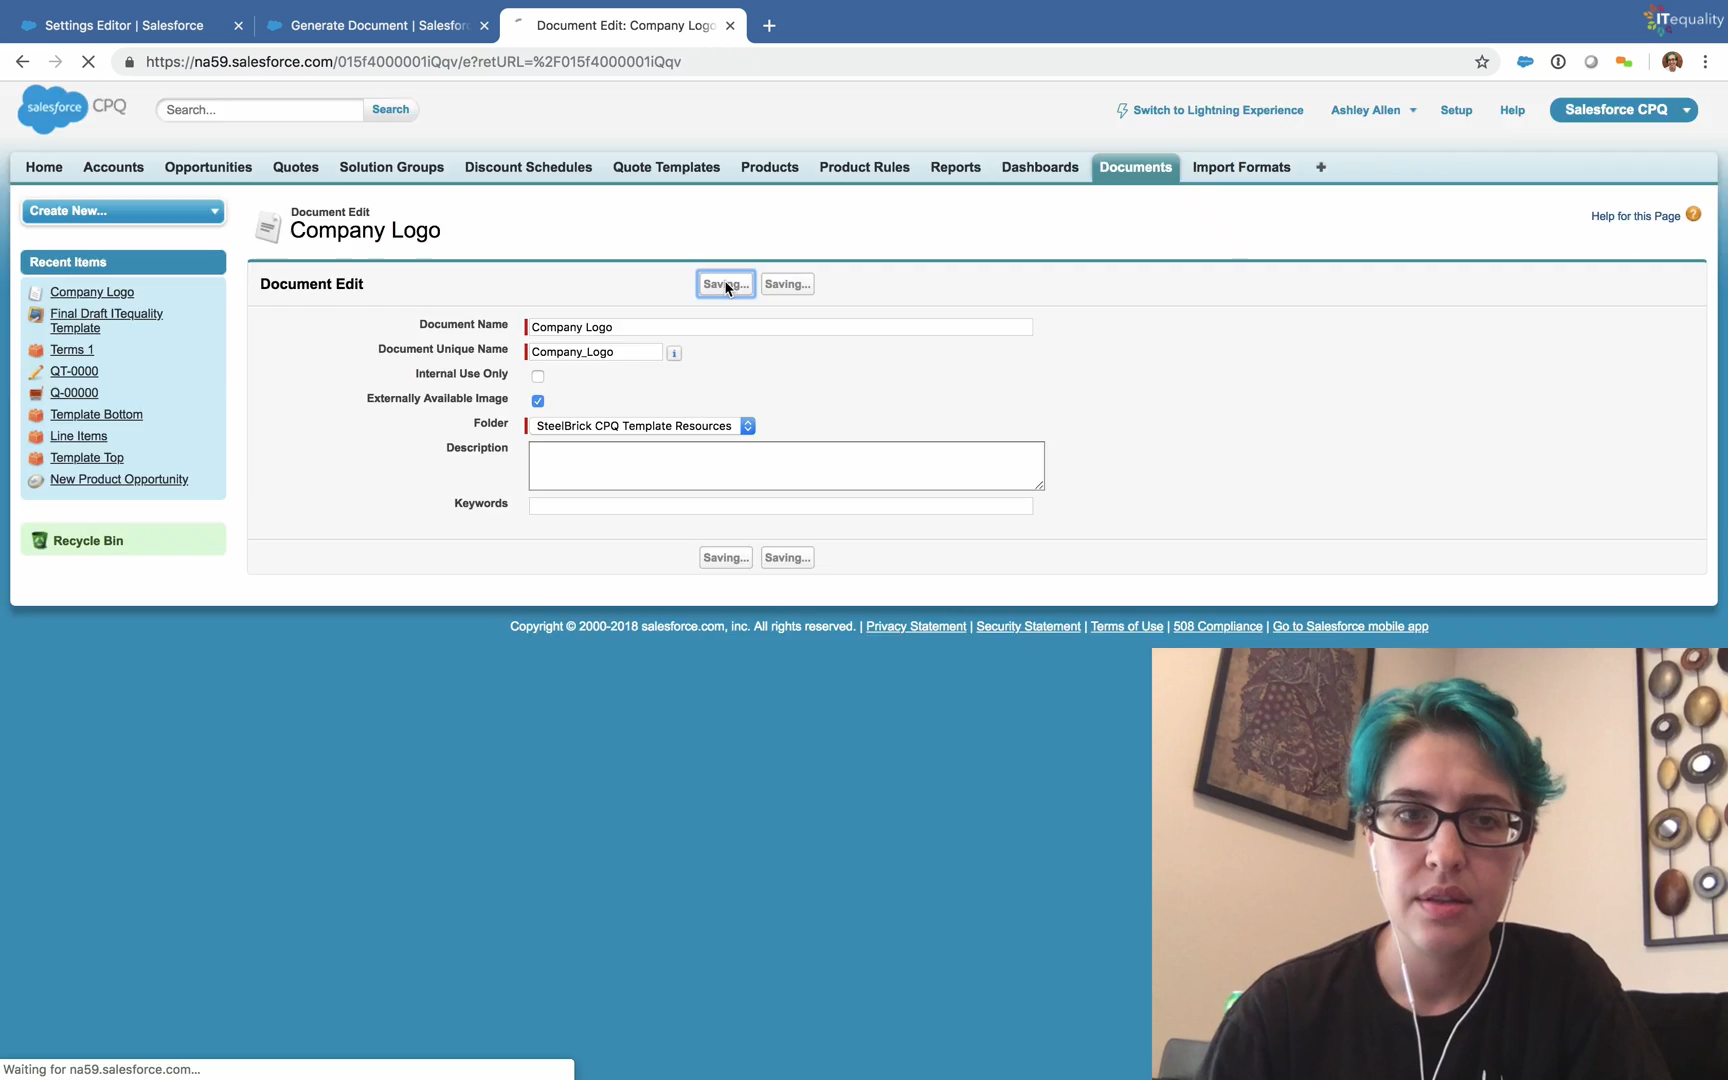 Settings Editor | Salesforce
Generate Document | Salesfor
Document Edit: Company Logo
ITequality
https://na59.salesforce.com/015f4000001iQqv/e?retURL=%2F015f4000001iQqv
salesforce CPQ
Search...
Search
Switch to Lightning Experience
Ashley Allen
Setup
Help
Salesforce CPQ
Home
Accounts
Opportunities
Quotes
Solution Groups
Discount Schedules
Quote Templates
Products
Product Rules
Reports
Dashboards
Documents
Import Formats
+
Create New...
Document Edit
Company Logo
Help for this Page
Recent Items
Company Logo
Final Draft ITequality
Template
Terms 1
QT-0000
Q-00000
Template Bottom
Line Items
Template Top
New Product Opportunity
Recycle Bin
Document Edit
Saving...
Saving...
Document Name
Company Logo
Document Unique Name
Company_Logo
Internal Use Only
Externally Available Image
Folder
SteelBrick CPQ Template Resources
Description
Keywords
Saving...
Saving...
Copyright © 2000-2018 salesforce.com, inc. All rights reserved. | Privacy Statement | Security Statement | Terms of Use | 508 Compliance | Go to Salesforce mobile app
Waiting for na59.salesforce.com...